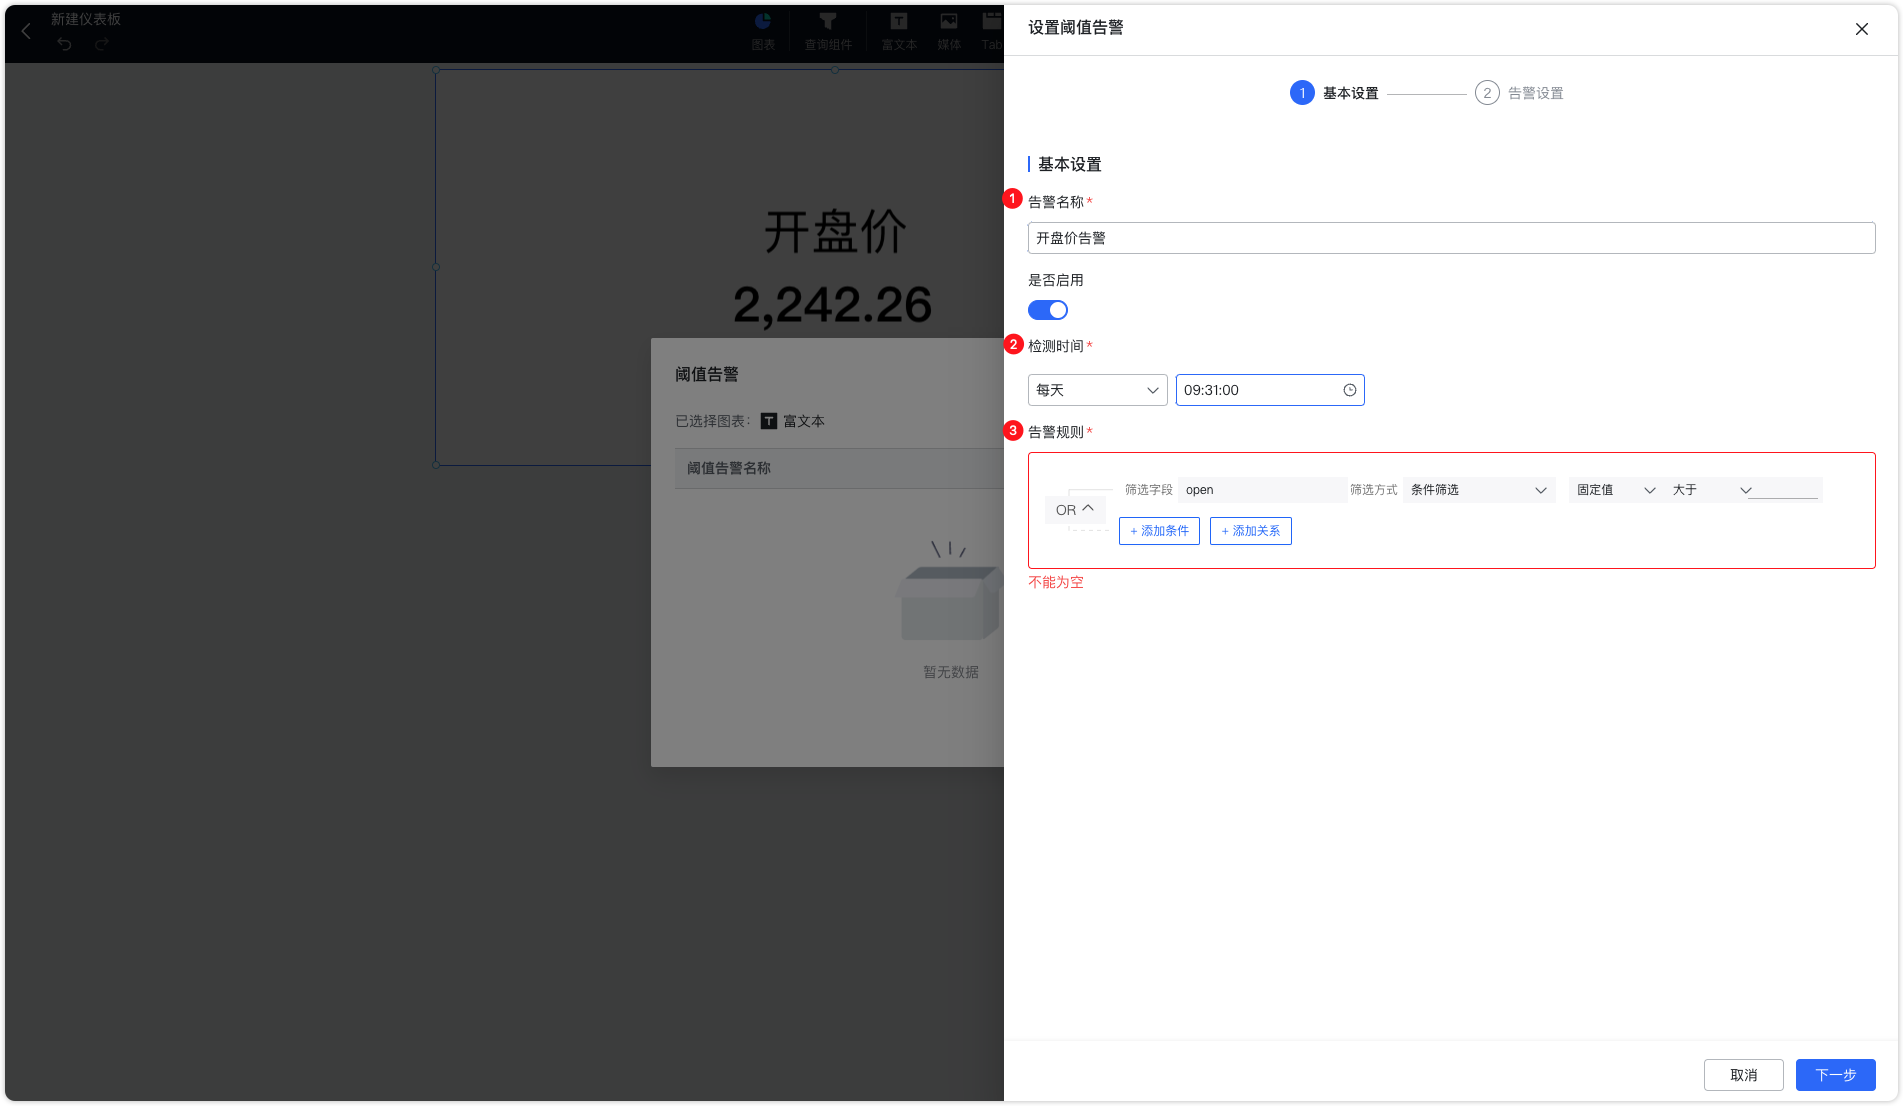 新建仪表板
图表
查询组件
富文本
媒体
Tab
开盘价
2,242.26
阈值告警
已选择图表：
T 富文本
阈值告警名称
暂无数据
设置阈值告警
1 基本设置
2 告警设置
基本设置
1 告警名称*
开盘价告警
是否启用
2 检测时间*
每天
09:31:00
3 告警规则*
OR
筛选字段 open 筛选方式 条件筛选 固定值 大于
+ 添加条件
+ 添加关系
不能为空
取消
下一步